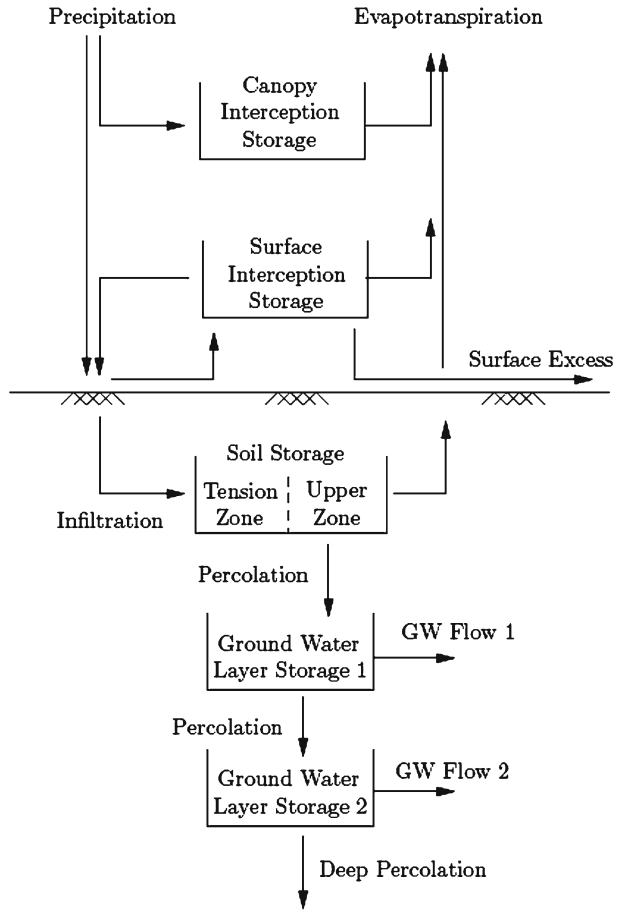 Precipitation
Evapotranspiration
Canopy
Interception
Storage
Surface
Interception
Storage
Surface Excess
Soil Storage
Tension
Zone
Upper
Zone
Infiltration
Percolation
Ground Water
Layer Storage 1
GW Flow 1
Percolation
Ground Water
Layer Storage 2
GW Flow 2
Deep Percolation